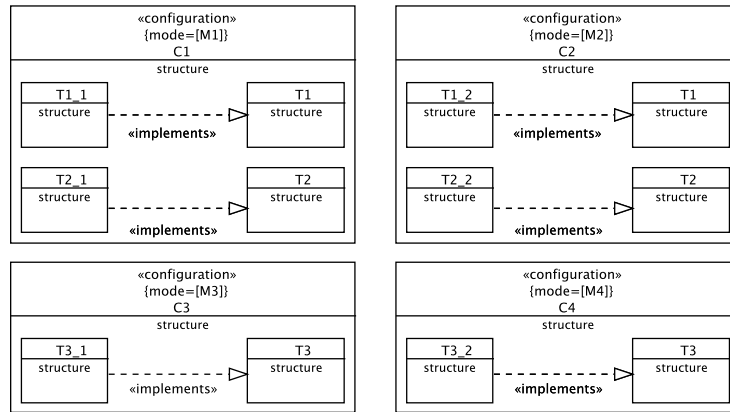 «configuration»
{mode=[M1]}
C1
structure
T1_1
structure
T1
structure
«implements»
T2_1
structure
T2
structure
«implements»
«configuration»
{mode=[M2]}
C2
structure
T1_2
structure
T1
structure
«implements»
T2_2
structure
T2
structure
«implements»
«configuration»
{mode=[M3]}
C3
structure
T3_1
structure
T3
structure
«implements»
«configuration»
{mode=[M4]}
C4
structure
T3_2
structure
T3
structure
«implements»